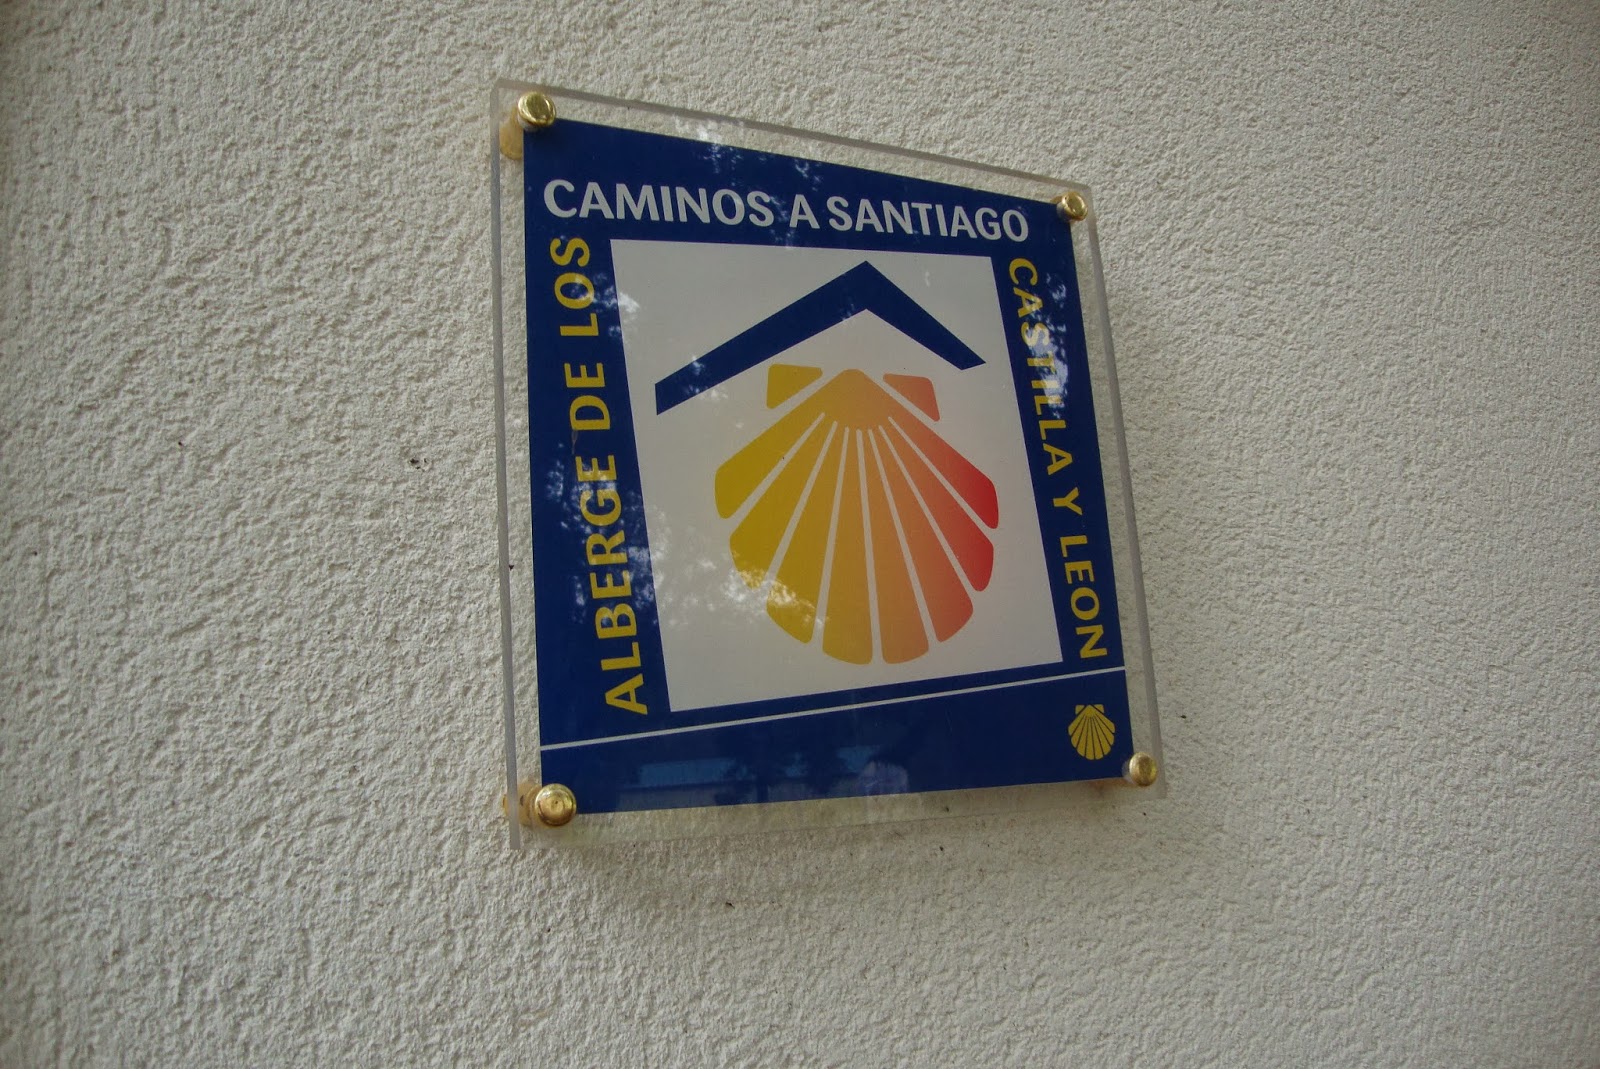 ALBERGE DE LOS
CAMINOS A SANTIAGO
CASTILLA Y LEON